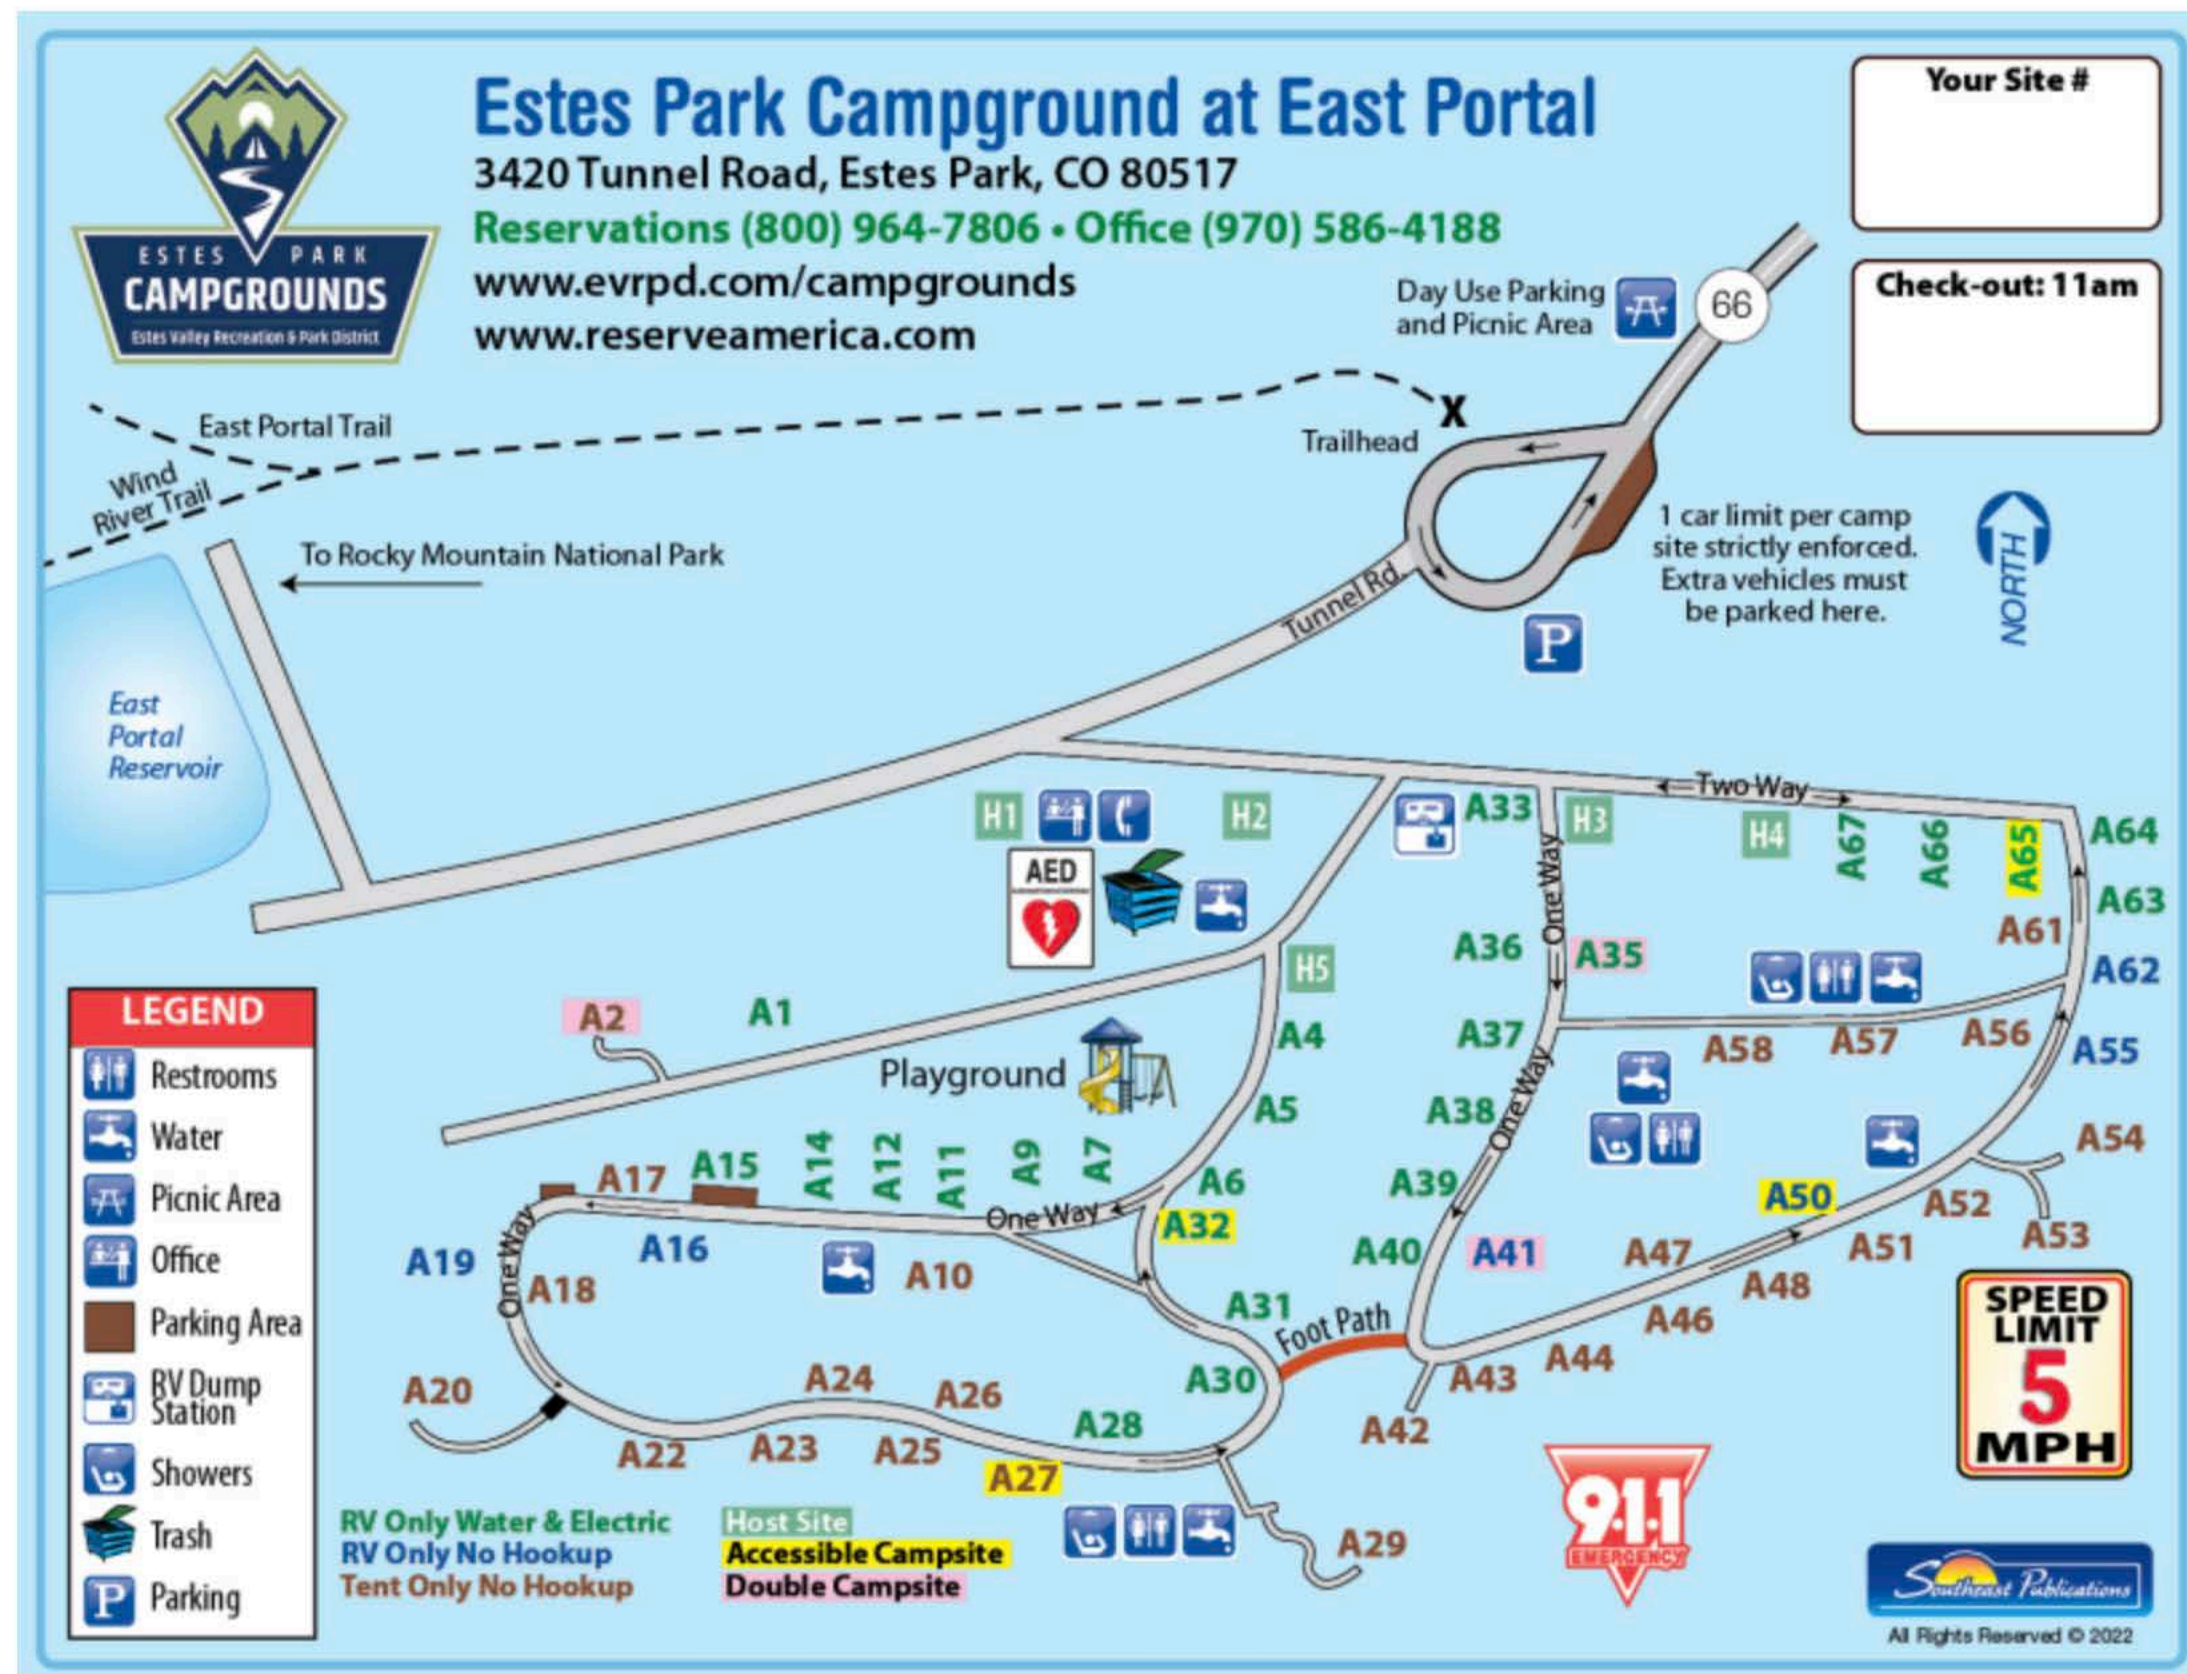 Estes Park Campground at East Portal
3420 Tunnel Road, Estes Park, CO 80517
Reservations (800) 964-7806 • Office (970) 586-4188
www.evrpd.com/campgrounds
www.reserveamerica.com
ESTES PARK
CAMPGROUNDS
Estes Valley Recreation & Park District
Your Site #
Check-out: 11am
Day Use Parking
and Picnic Area
66
X
Trailhead
East Portal Trail
Wind
River Trail
To Rocky Mountain National Park
1 car limit per camp
site strictly enforced.
Extra vehicles must
be parked here.
NORTH
Tunnel Rd.
P
East
Portal
Reservoir
Two Way
H1
H2
A33
H3
H4
A67
A66
A65
A64
AED
One Way
A63
A61
A36
A35
H5
A62
A2
A1
A4
A37
A58
A57
A56
A55
Playground
One Way
A5
A38
A54
A17
A15
A14
A12
A11
A9
A7
A6
A39
A50
A52
One Way
A32
A53
One Way
A19
A16
A10
A40
A41
A47
A51
A18
A48
A31
Foot Path
A46
A44
A20
A24
A26
A30
A43
A28
A42
A22
A23
A25
A27
A29
SPEED
LIMIT
5
MPH
911
EMERGENCY
LEGEND
Restrooms
Water
Picnic Area
Office
Parking Area
RV Dump
Station
Showers
Trash
P Parking
RV Only Water & Electric
RV Only No Hookup
Tent Only No Hookup
Host Site
Accessible Campsite
Double Campsite
Southeast Publications
All Rights Reserved © 2022